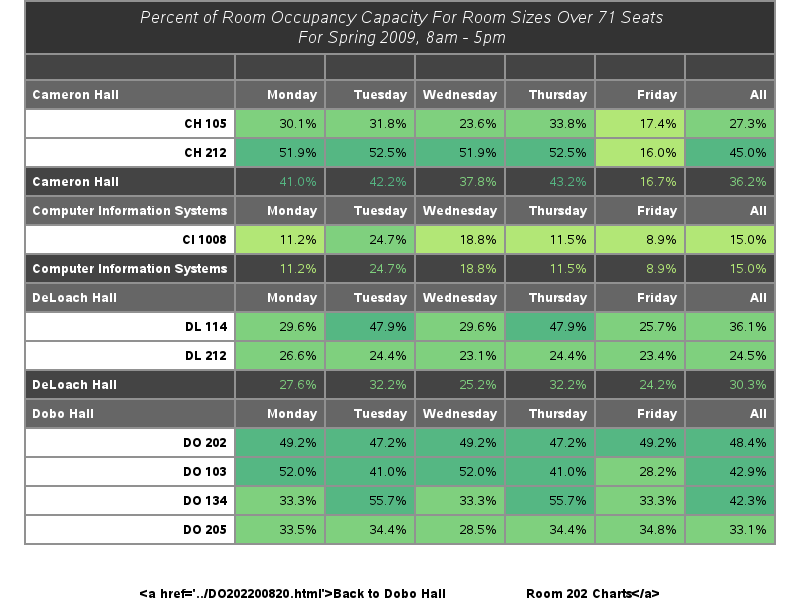 Percent of Room Occupancy Capacity For Room Sizes Over 71 Seats
For Spring 2009, 8am - 5pm
Cameron Hall Monday Tuesday Wednesday Thursday Friday All
CH 105 30.1% 31.8% 23.6% 33.8% 17.4% 27.3%
CH 212 51.9% 52.5% 51.9% 52.5% 16.0% 45.0%
Cameron Hall 41.0% 42.2% 37.8% 43.2% 16.7% 36.2%
Computer Information Systems Monday Tuesday Wednesday Thursday Friday All
CI 1008 11.2% 24.7% 18.8% 11.5% 8.9% 15.0%
Computer Information Systems 11.2% 24.7% 18.8% 11.5% 8.9% 15.0%
DeLoach Hall Monday Tuesday Wednesday Thursday Friday All
DL 114 29.6% 47.9% 29.6% 47.9% 25.7% 36.1%
DL 212 26.6% 24.4% 23.1% 24.4% 23.4% 24.5%
DeLoach Hall 27.6% 32.2% 25.2% 32.2% 24.2% 30.3%
Dobo Hall Monday Tuesday Wednesday Thursday Friday All
DO 202 49.2% 47.2% 49.2% 47.2% 49.2% 48.4%
DO 103 52.0% 41.0% 52.0% 41.0% 28.2% 42.9%
DO 134 33.3% 55.7% 33.3% 55.7% 33.3% 42.3%
DO 205 33.5% 34.4% 28.5% 34.4% 34.8% 33.1%
<a href='../DO202200820.html'>Back to Dobo Hall Room 202 Charts</a>